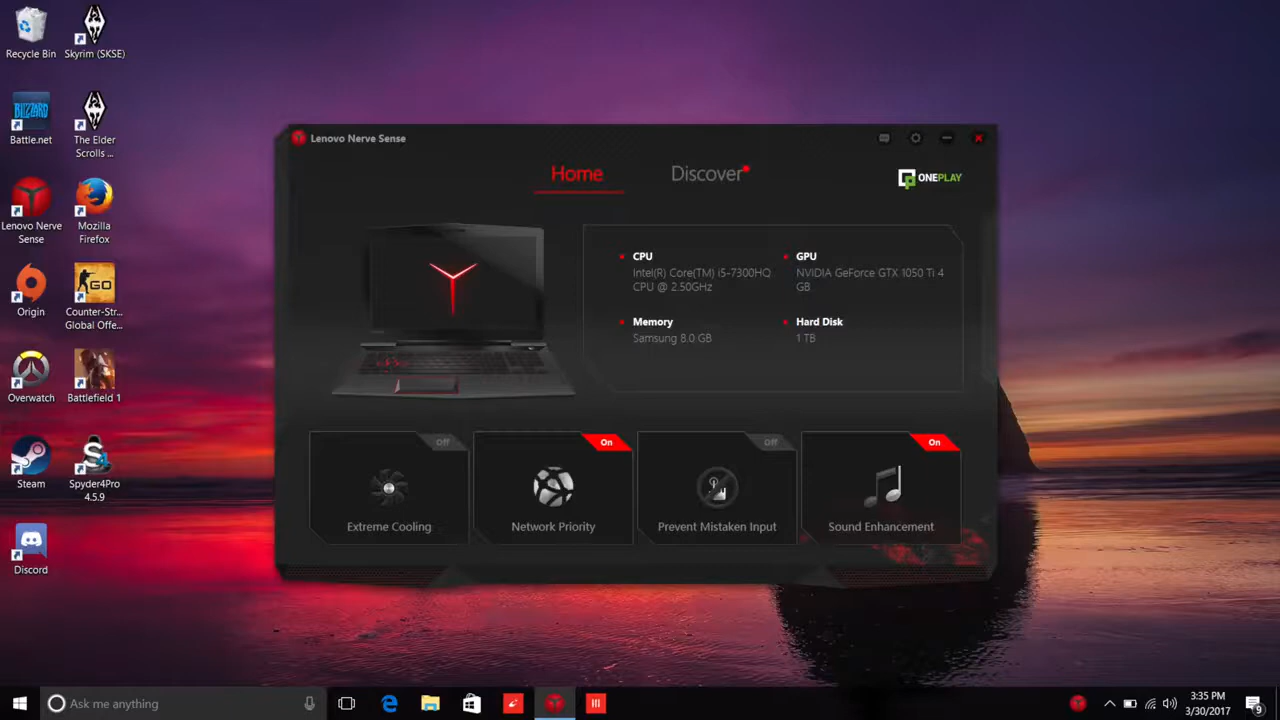 Recycle Bin
Skyrim (SKSE)
BLIZZARD
Battle.net
The Elder
Scrolls ...
Lenovo Nerve
Sense
Mozilla
Firefox
Origin
GO
Counter-Str...
Global Offe...
Overwatch
Battlefield 1
Steam
Spyder4Pro
4.5.9
Discord
Lenovo Nerve Sense
Home
Discover
ONEPLAY
CPU
Intel(R) Core(TM) i5-7300HQ
CPU @ 2.50GHz
GPU
NVIDIA GeForce GTX 1050 Ti 4
GB
Memory
Samsung 8.0 GB
Hard Disk
1 TB
Off
Extreme Cooling
On
Network Priority
Off
Prevent Mistaken Input
On
Sound Enhancement
Ask me anything
3:35 PM
3/30/2017
9